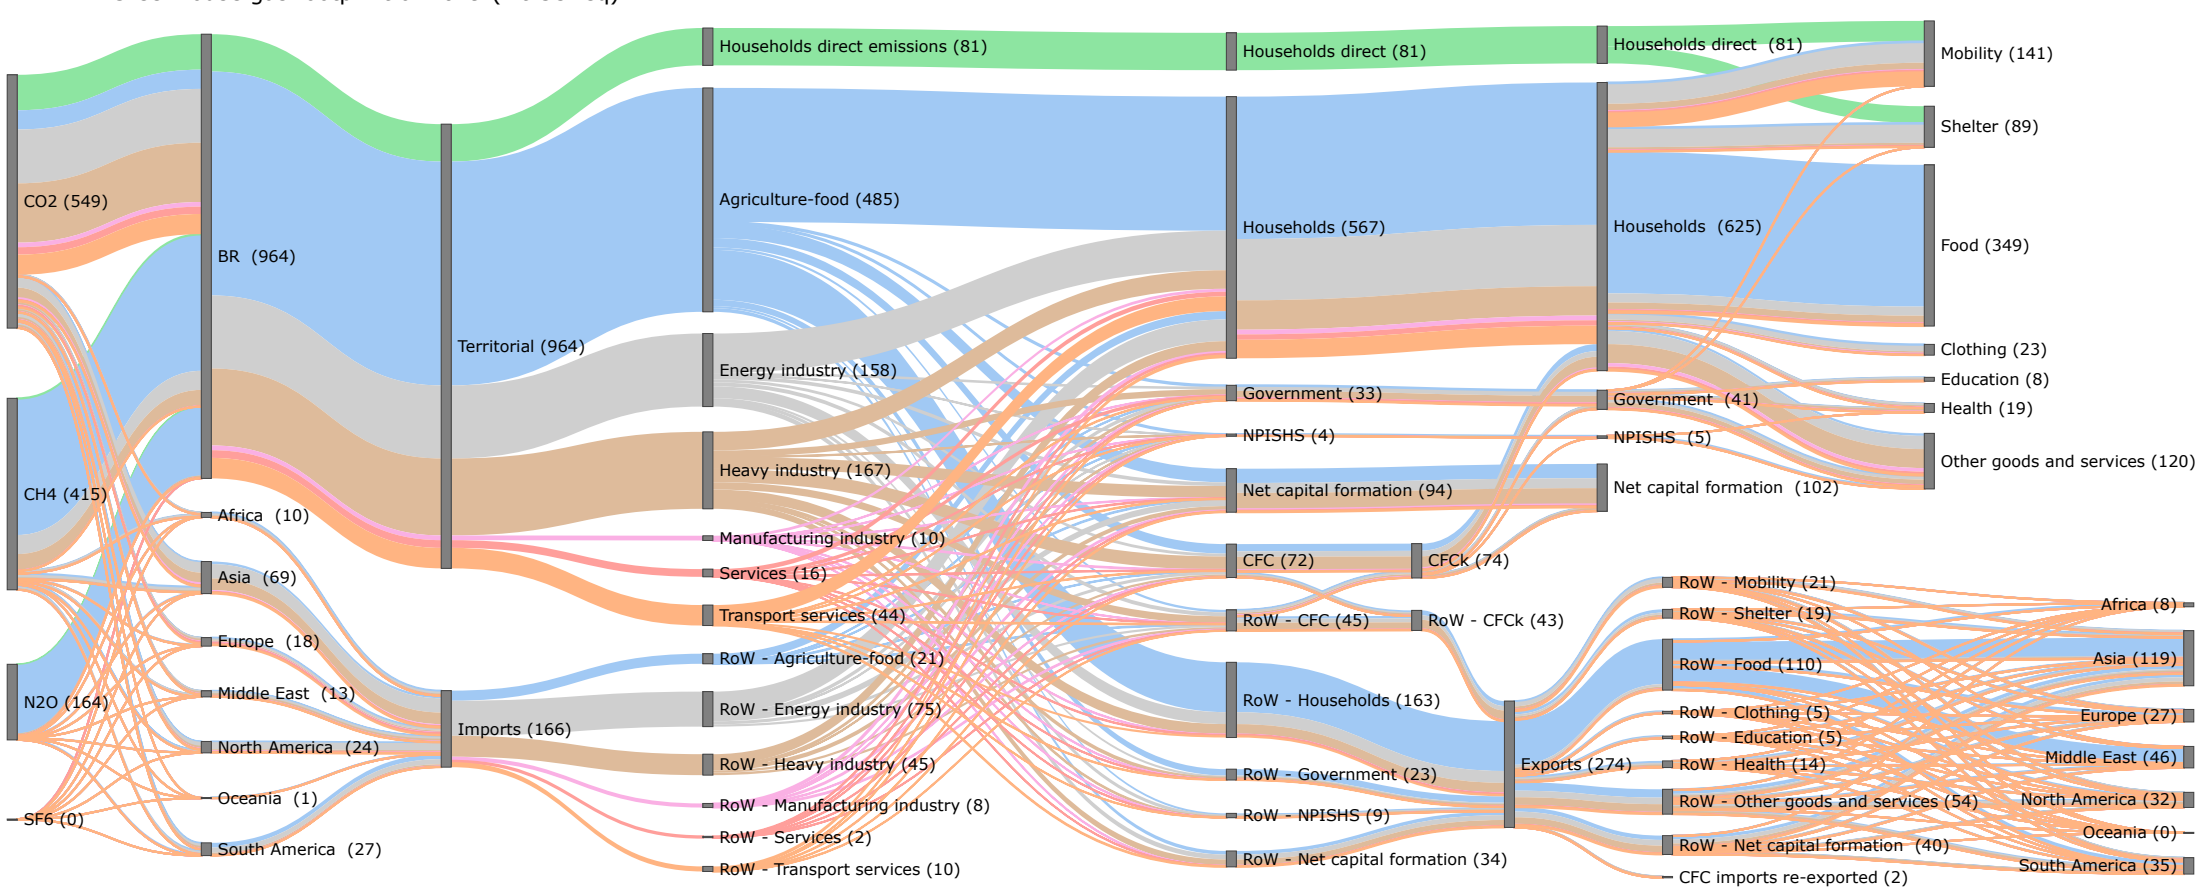 Households direct emissions (81)
Households direct (81)
Households direct  (81)
Mobility (141)
Shelter (89)
CO2 (549)
BR  (964)
Agriculture-food (485)
Households (567)
Households  (625)
Food (349)
Territorial (964)
Energy industry (158)
Clothing (23)
Education (8)
Government (33)
Government  (41)
Health (19)
NPISHS (4)
NPISHS  (5)
Other goods and services (120)
Heavy industry (167)
CH4 (415)
Net capital formation (94)
Net capital formation  (102)
Africa  (10)
Manufacturing industry (10)
CFC (72)
CFCk (74)
Services (16)
Asia  (69)
RoW - Mobility (21)
Africa (8)
Transport services (44)
RoW - CFC (45)
RoW - CFCk (43)
RoW - Shelter (19)
Europe  (18)
RoW - Agriculture-food (21)
RoW - Food (110)
Asia (119)
Middle East  (13)
N2O (164)
RoW - Households (163)
RoW - Energy industry (75)
RoW - Clothing (5)
Europe (27)
Imports (166)
RoW - Education (5)
North America  (24)
Middle East (46)
RoW - Heavy industry (45)
RoW - Government (23)
Exports (274)
RoW - Health (14)
Oceania  (1)
RoW - Manufacturing industry (8)
RoW - Other goods and services (54)
North America (32)
SF6 (0)
RoW - NPISHS (9)
RoW - Services (2)
Oceania (0)
South America  (27)
RoW - Net capital formation (34)
RoW - Net capital formation  (40)
South America (35)
RoW - Transport services (10)
CFC imports re-exported (2)